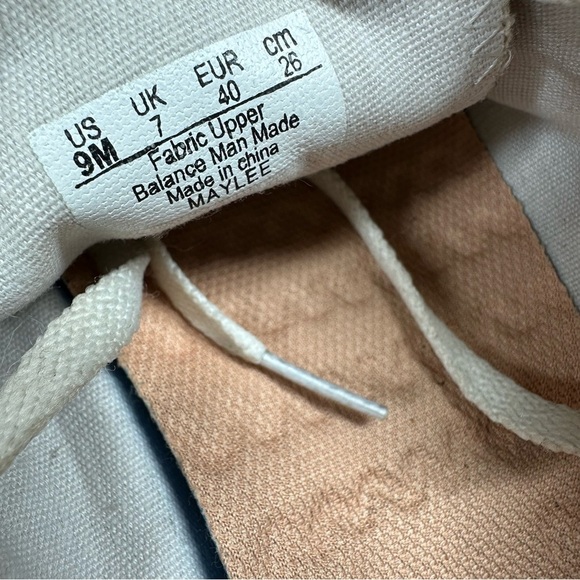 US UK EUR cm
9M 7 40 26
Fabric Upper
Balance Man Made
Made in china
MAYLEE